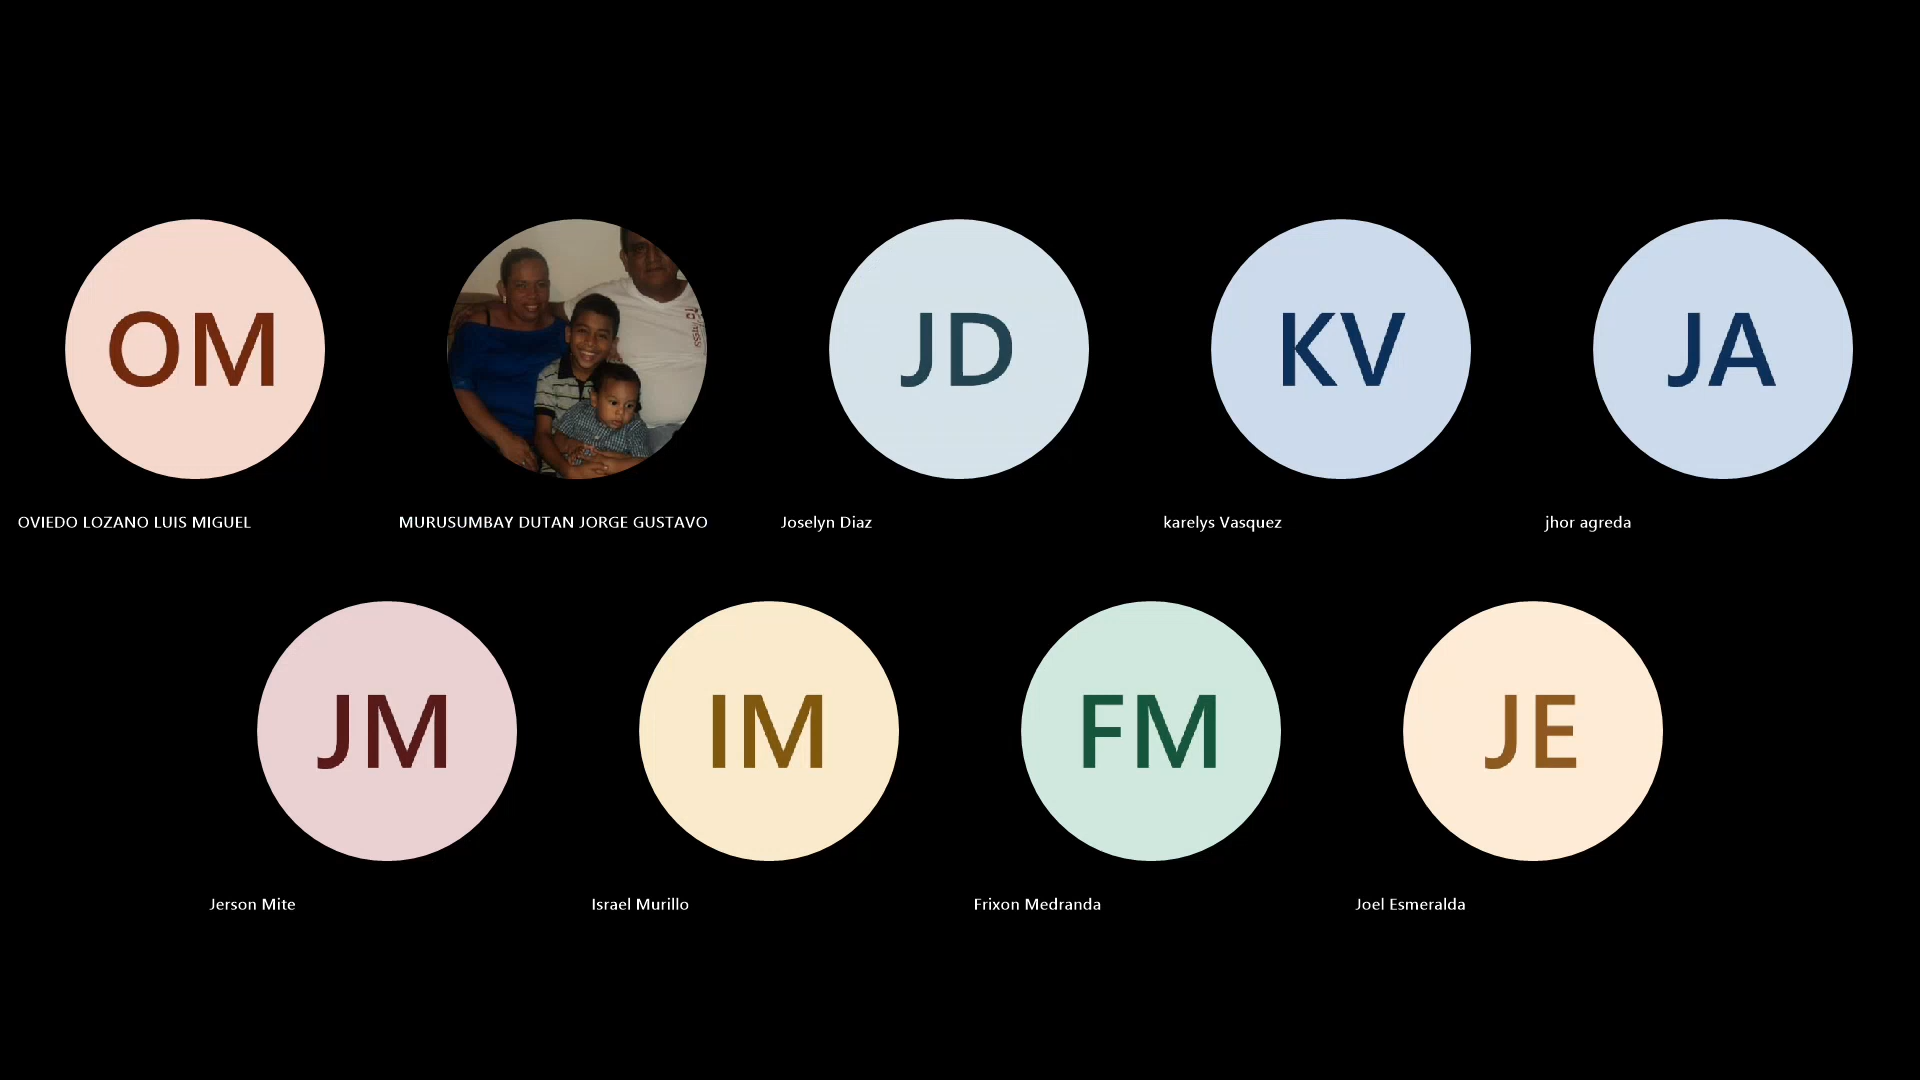 OM
JD
KV
JA
OVIEDO LOZANO LUIS MIGUEL
MURUSUMBAY DUTAN JORGE GUSTAVO
Joselyn Diaz
karelys Vasquez
jhor agreda
JM
IM
FM
JE
Jerson Mite
Israel Murillo
Frixon Medranda
Joel Esmeralda